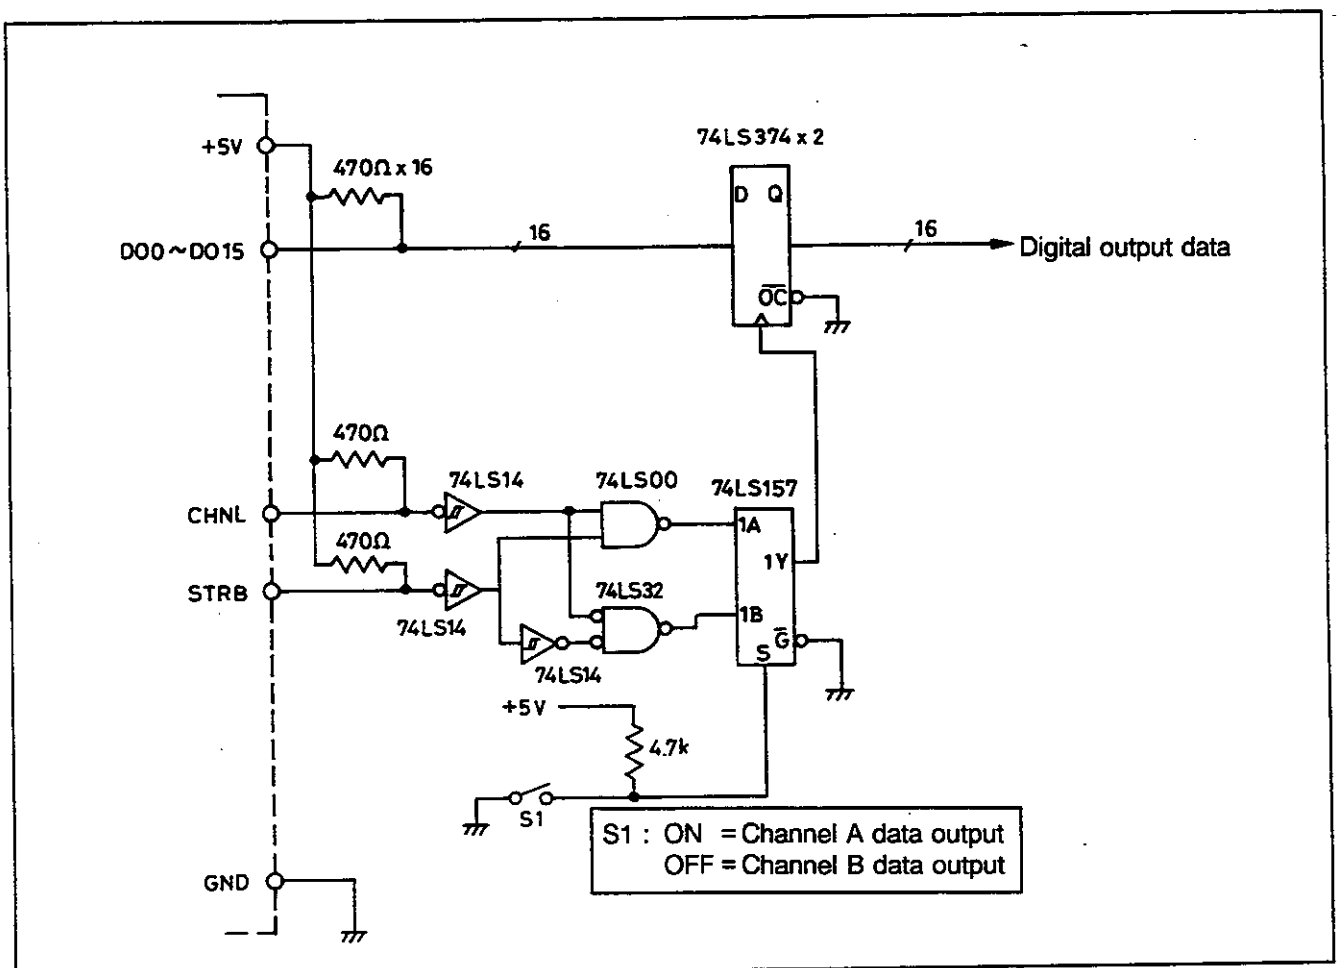 74LS374 x 2
+5V
470Ω x 16
D Q
DO0~DO15
16
16
Digital output data
OC
470Ω
74LS14
74LS00
74LS157
CHNL
1A
470Ω
1Y
STRB
74LS32
1B
74LS14
G
S
74LS14
+5V
4.7k
S1
S1 : ON = Channel A data output
OFF = Channel B data output
GND